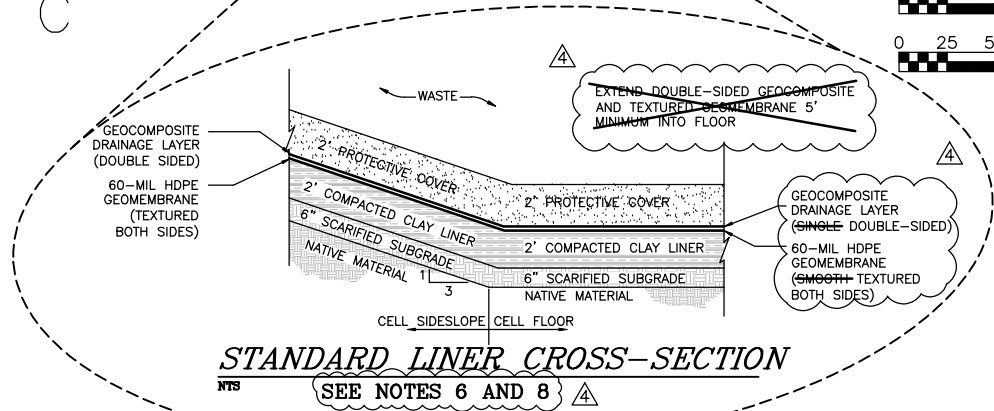 0 25 5
4
EXTEND DOUBLE-SIDED GEOCOMPOSITE
AND TEXTURED GEOMEMBRANE 5'
MINIMUM INTO FLOOR
WASTE
GEOCOMPOSITE
DRAINAGE LAYER
(DOUBLE SIDED)
60-MIL HDPE
GEOMEMBRANE
(TEXTURED
BOTH SIDES)
2' PROTECTIVE COVER
2' COMPACTED CLAY LINER
6" SCARIFIED SUBGRADE
NATIVE MATERIAL
1
3
2' PROTECTIVE COVER
2' COMPACTED CLAY LINER
6" SCARIFIED SUBGRADE
NATIVE MATERIAL
4
GEOCOMPOSITE
DRAINAGE LAYER
(SINGLE DOUBLE-SIDED)
60-MIL HDPE
GEOMEMBRANE
(SMOOTH TEXTURED
BOTH SIDES)
CELL SIDESLOPE CELL FLOOR
STANDARD LINER CROSS-SECTION
NTS
SEE NOTES 6 AND 8
4